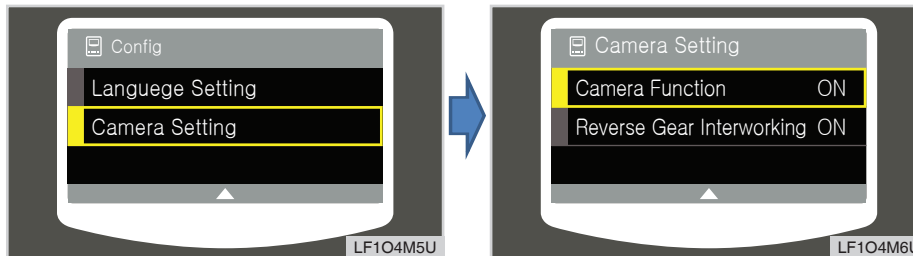 Config
Languege Setting
Camera Setting
LF1O4M5U
Camera Setting
Camera Function ON
Reverse Gear Interworking ON
LF1O4M6U